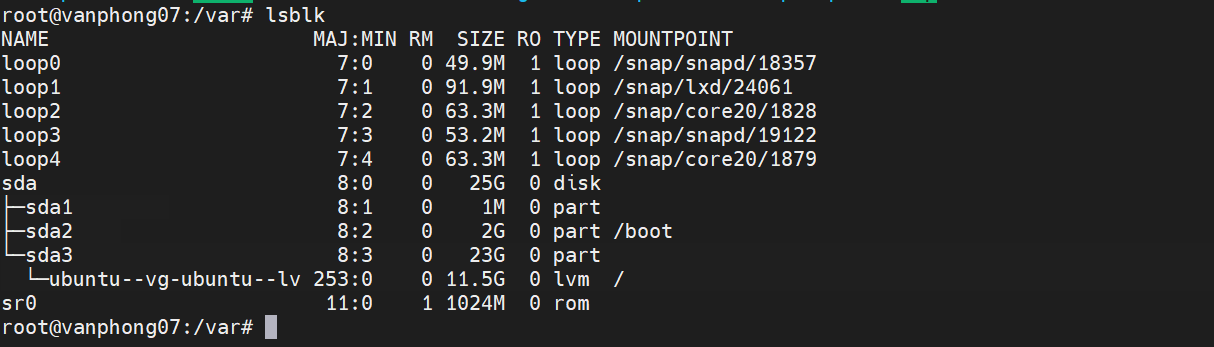 root@vanphong07:/var# lsblk
NAME                      MAJ:MIN RM  SIZE RO TYPE MOUNTPOINT
loop0                       7:0    0 49.9M  1 loop /snap/snapd/18357
loop1                       7:1    0 91.9M  1 loop /snap/lxd/24061
loop2                       7:2    0 63.3M  1 loop /snap/core20/1828
loop3                       7:3    0 53.2M  1 loop /snap/snapd/19122
loop4                       7:4    0 63.3M  1 loop /snap/core20/1879
sda                         8:0    0   25G  0 disk
├─sda1                      8:1    0    1M  0 part
├─sda2                      8:2    0    2G  0 part /boot
└─sda3                      8:3    0   23G  0 part
  └─ubuntu--vg-ubuntu--lv 253:0    0 11.5G  0 lvm  /
sr0                        11:0    1 1024M  0 rom
root@vanphong07:/var#